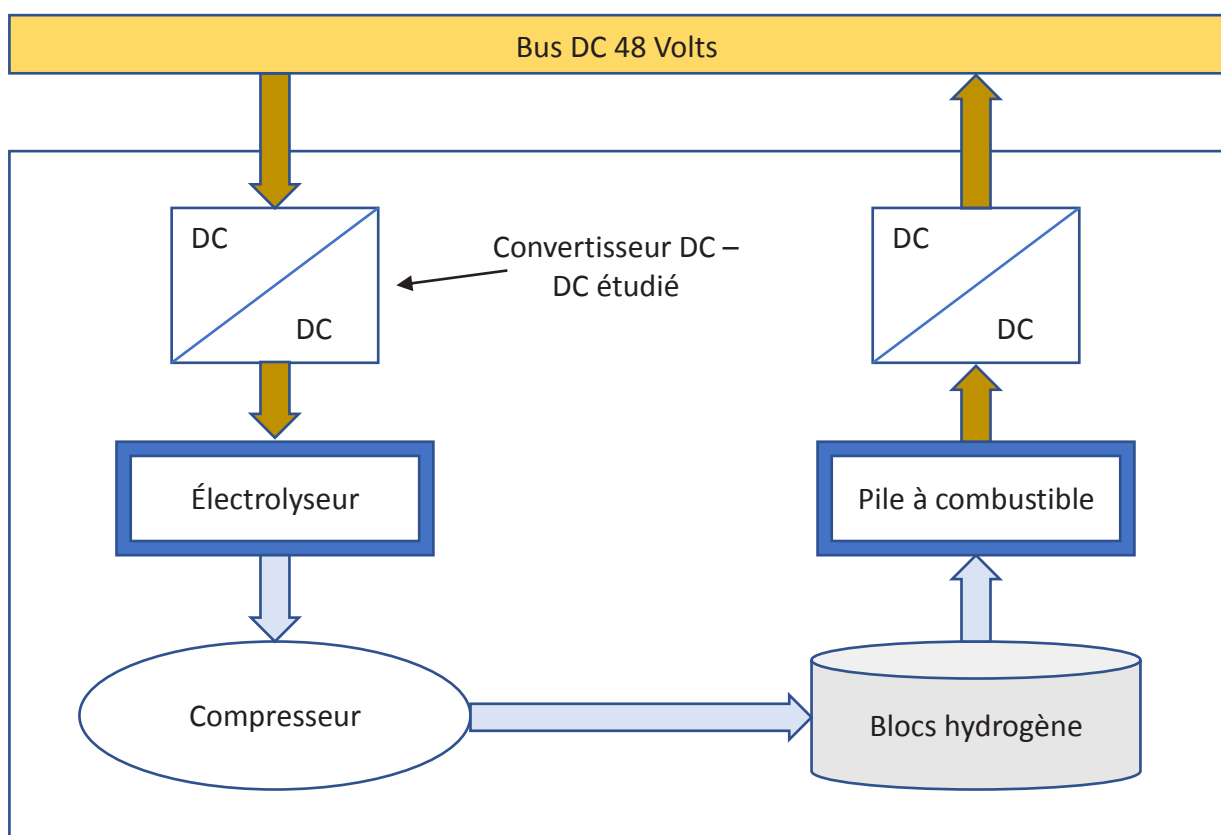 Bus DC 48 Volts
DC
DC
Convertisseur DC –
DC étudié
DC
DC
Électrolyseur
Pile à combustible
Compresseur
Blocs hydrogène